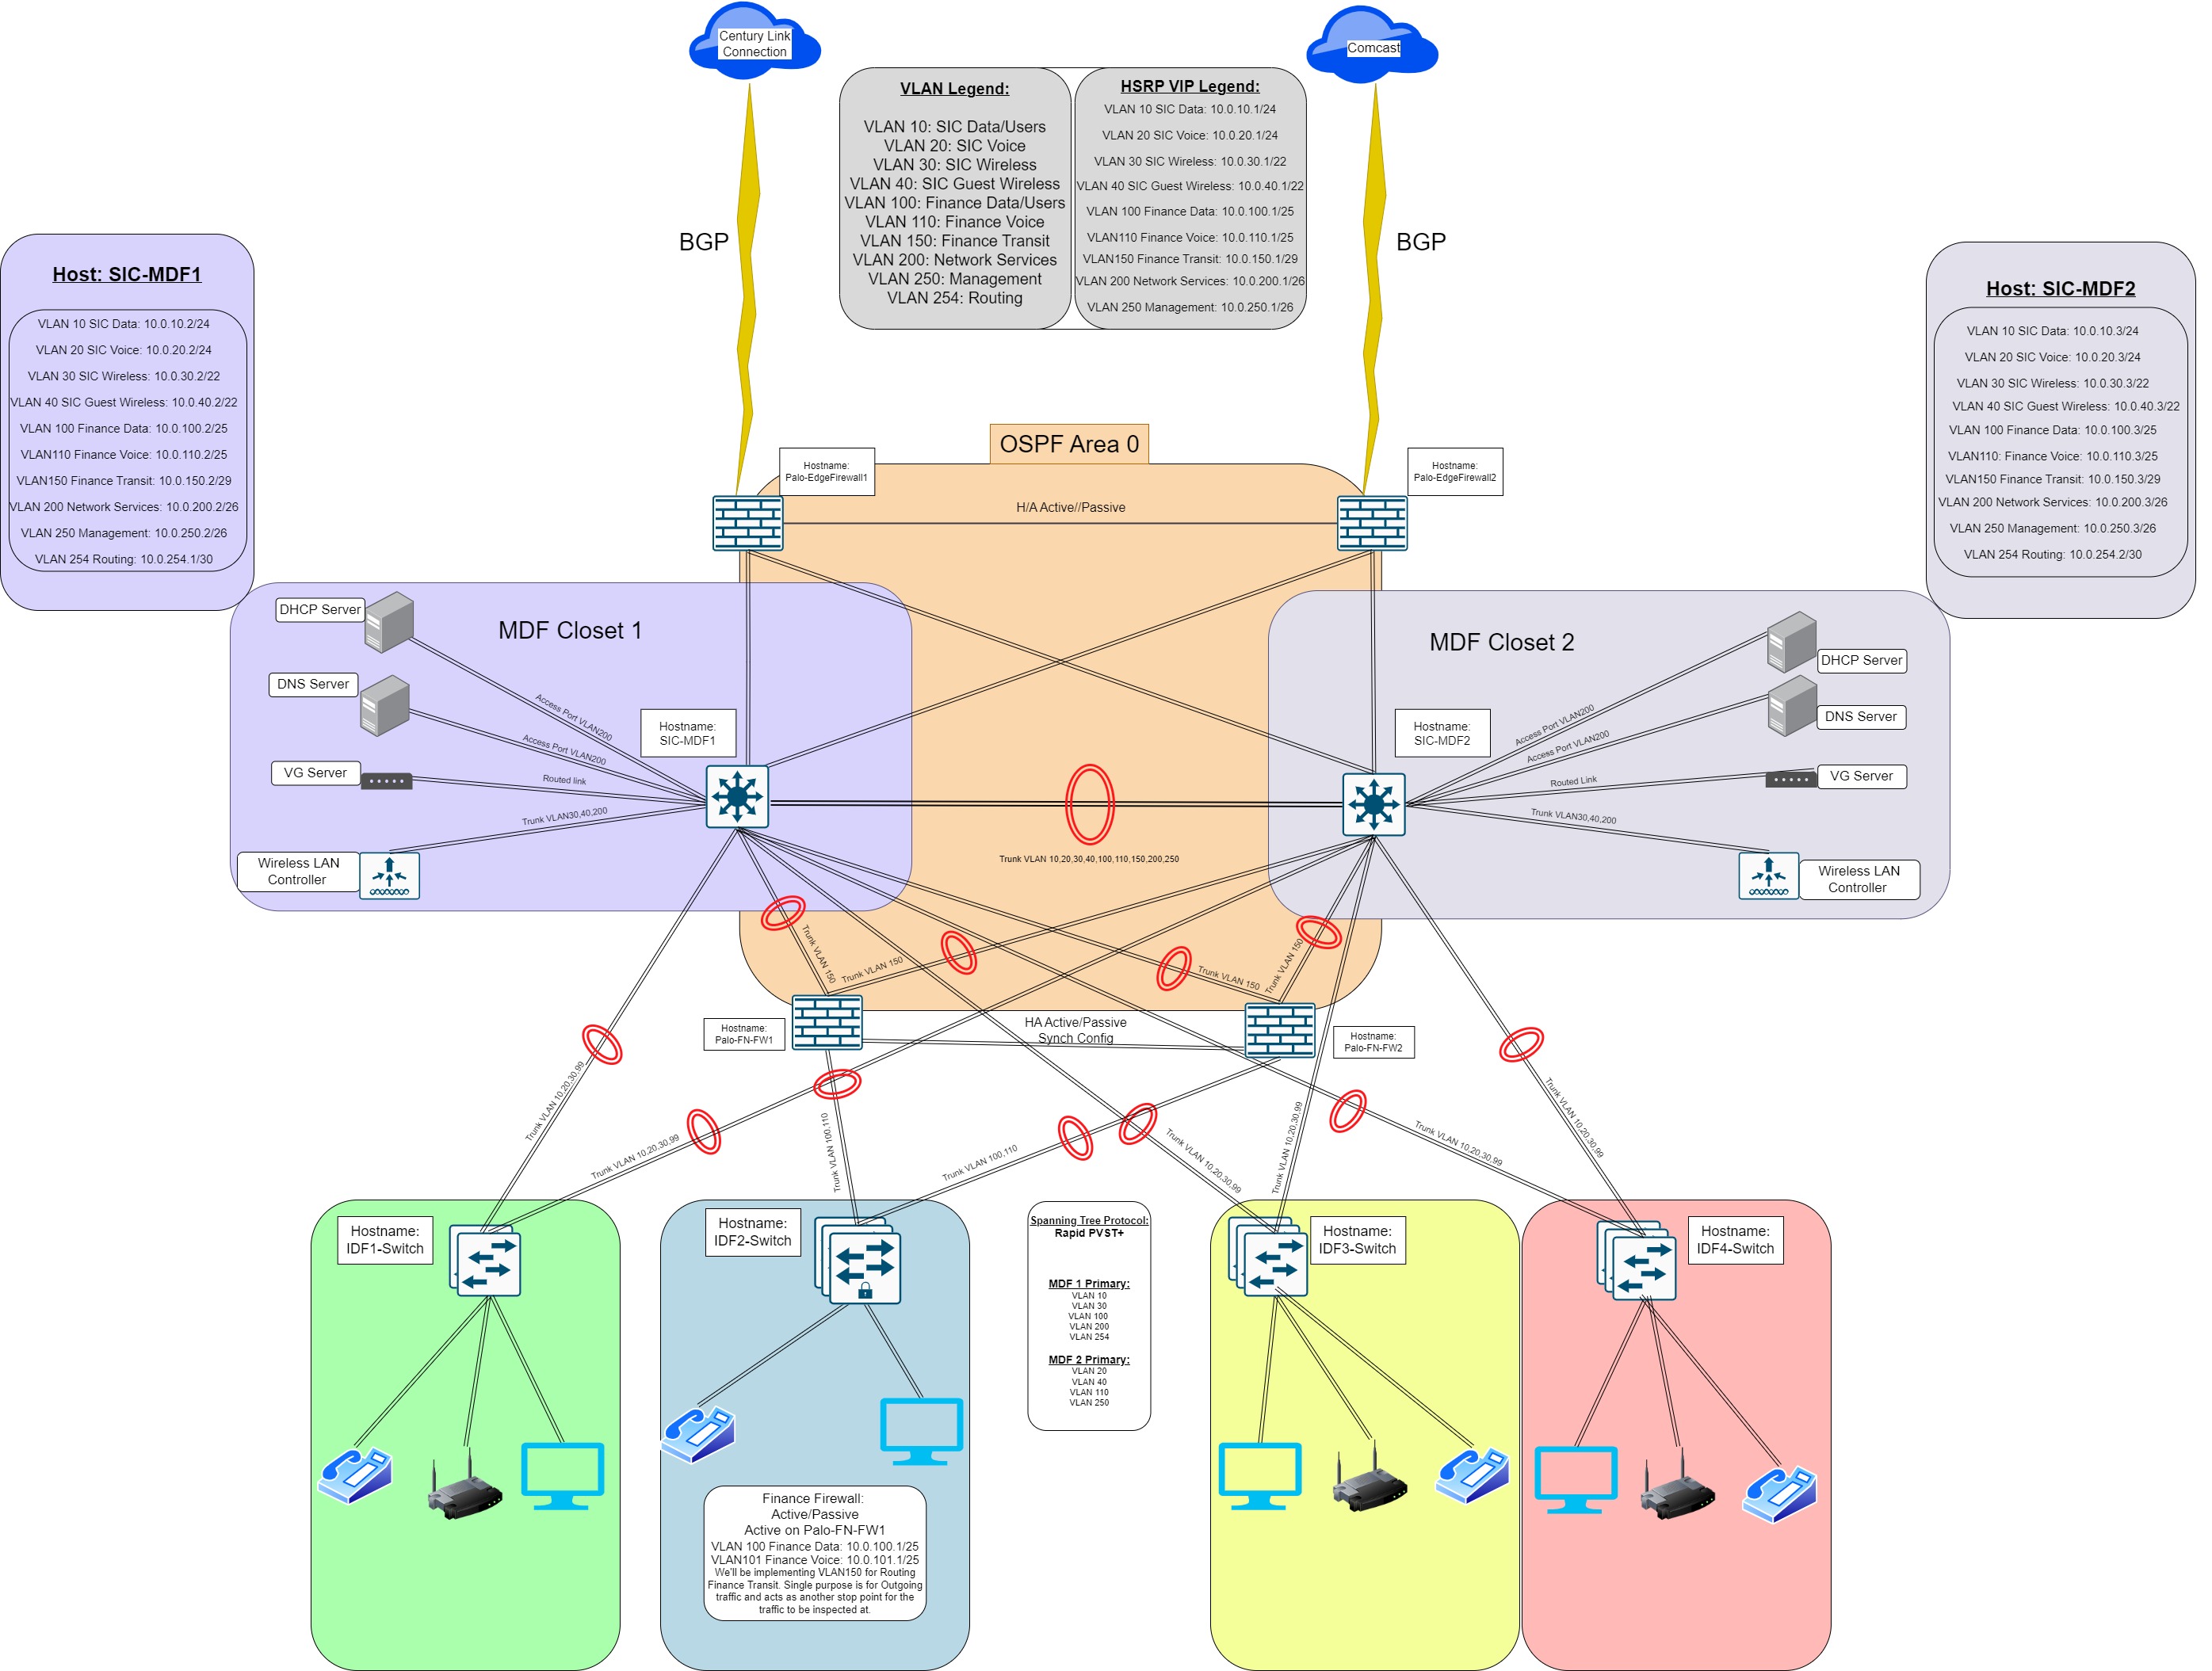 Century Link
Connection
Comcast
VLAN Legend:
VLAN 10: SIC Data/Users
VLAN 20: SIC Voice
VLAN 30: SIC Wireless
VLAN 40: SIC Guest Wireless
VLAN 100: Finance Data/Users
VLAN 110: Finance Voice
VLAN 150: Finance Transit
VLAN 200: Network Services
VLAN 250: Management
VLAN 254: Routing
HSRP VIP Legend:
VLAN 10 SIC Data: 10.0.10.1/24
VLAN 20 SIC Voice: 10.0.20.1/24
VLAN 30 SIC Wireless: 10.0.30.1/22
VLAN 40 SIC Guest Wireless: 10.0.40.1/22
VLAN 100 Finance Data: 10.0.100.1/25
VLAN110 Finance Voice: 10.0.110.1/25
VLAN150 Finance Transit: 10.0.150.1/29
VLAN 200 Network Services: 10.0.200.1/26
VLAN 250 Management: 10.0.250.1/26
BGP
BGP
Host: SIC-MDF1
VLAN 10 SIC Data: 10.0.10.2/24
VLAN 20 SIC Voice: 10.0.20.2/24
VLAN 30 SIC Wireless: 10.0.30.2/22
VLAN 40 SIC Guest Wireless: 10.0.40.2/22
VLAN 100 Finance Data: 10.0.100.2/25
VLAN110 Finance Voice: 10.0.110.2/25
VLAN150 Finance Transit: 10.0.150.2/29
VLAN 200 Network Services: 10.0.200.2/26
VLAN 250 Management: 10.0.250.2/26
VLAN 254 Routing: 10.0.254.1/30
Host: SIC-MDF2
VLAN 10 SIC Data: 10.0.10.3/24
VLAN 20 SIC Voice: 10.0.20.3/24
VLAN 30 SIC Wireless: 10.0.30.3/22
VLAN 40 SIC Guest Wireless: 10.0.40.3/22
VLAN 100 Finance Data: 10.0.100.3/25
VLAN110: Finance Voice: 10.0.110.3/25
VLAN150 Finance Transit: 10.0.150.3/29
VLAN 200 Network Services: 10.0.200.3/26
VLAN 250 Management: 10.0.250.3/26
VLAN 254 Routing: 10.0.254.2/30
OSPF Area 0
Hostname:
Palo-EdgeFirewall1
Hostname:
Palo-EdgeFirewall2
H/A Active//Passive
MDF Closet 1
DHCP Server
DNS Server
VG Server
Wireless LAN
Controller
Access Port VLAN200
Access Port VLAN200
Routed link
Trunk VLAN30,40,200
Hostname:
SIC-MDF1
MDF Closet 2
Hostname:
SIC-MDF2
Access Port VLAN200
Access Port VLAN200
Routed Link
Trunk VLAN30,40,200
DHCP Server
DNS Server
VG Server
Wireless LAN
Controller
Trunk VLAN 10,20,30,40,100,110,150,200,250
Trunk VLAN 150
Trunk VLAN 150
Trunk VLAN 150
Trunk VLAN 150
Hostname:
Palo-FN-FW1
HA Active/Passive
Synch Config
Hostname:
Palo-FN-FW2
Trunk VLAN 10,20,30,99
Trunk VLAN 10,20,30,99
Trunk VLAN 100,110
Trunk VLAN 100,110
Trunk VLAN 10,20,30,99
Trunk VLAN 10,20,30,99
Trunk VLAN 10,20,30,99
Trunk VLAN 10,20,30,99
Hostname:
IDF1-Switch
Hostname:
IDF2-Switch
Finance Firewall:
Active/Passive
Active on Palo-FN-FW1
VLAN 100 Finance Data: 10.0.100.1/25
VLAN101 Finance Voice: 10.0.101.1/25
We'll be implementing VLAN150 for Routing
Finance Transit. Single purpose is for Outgoing
traffic and acts as another stop point for the
traffic to be inspected at.
Spanning Tree Protocol:
Rapid PVST+
MDF 1 Primary:
VLAN 10
VLAN 30
VLAN 100
VLAN 200
VLAN 254
MDF 2 Primary:
VLAN 20
VLAN 40
VLAN 110
VLAN 250
Hostname:
IDF3-Switch
Hostname:
IDF4-Switch